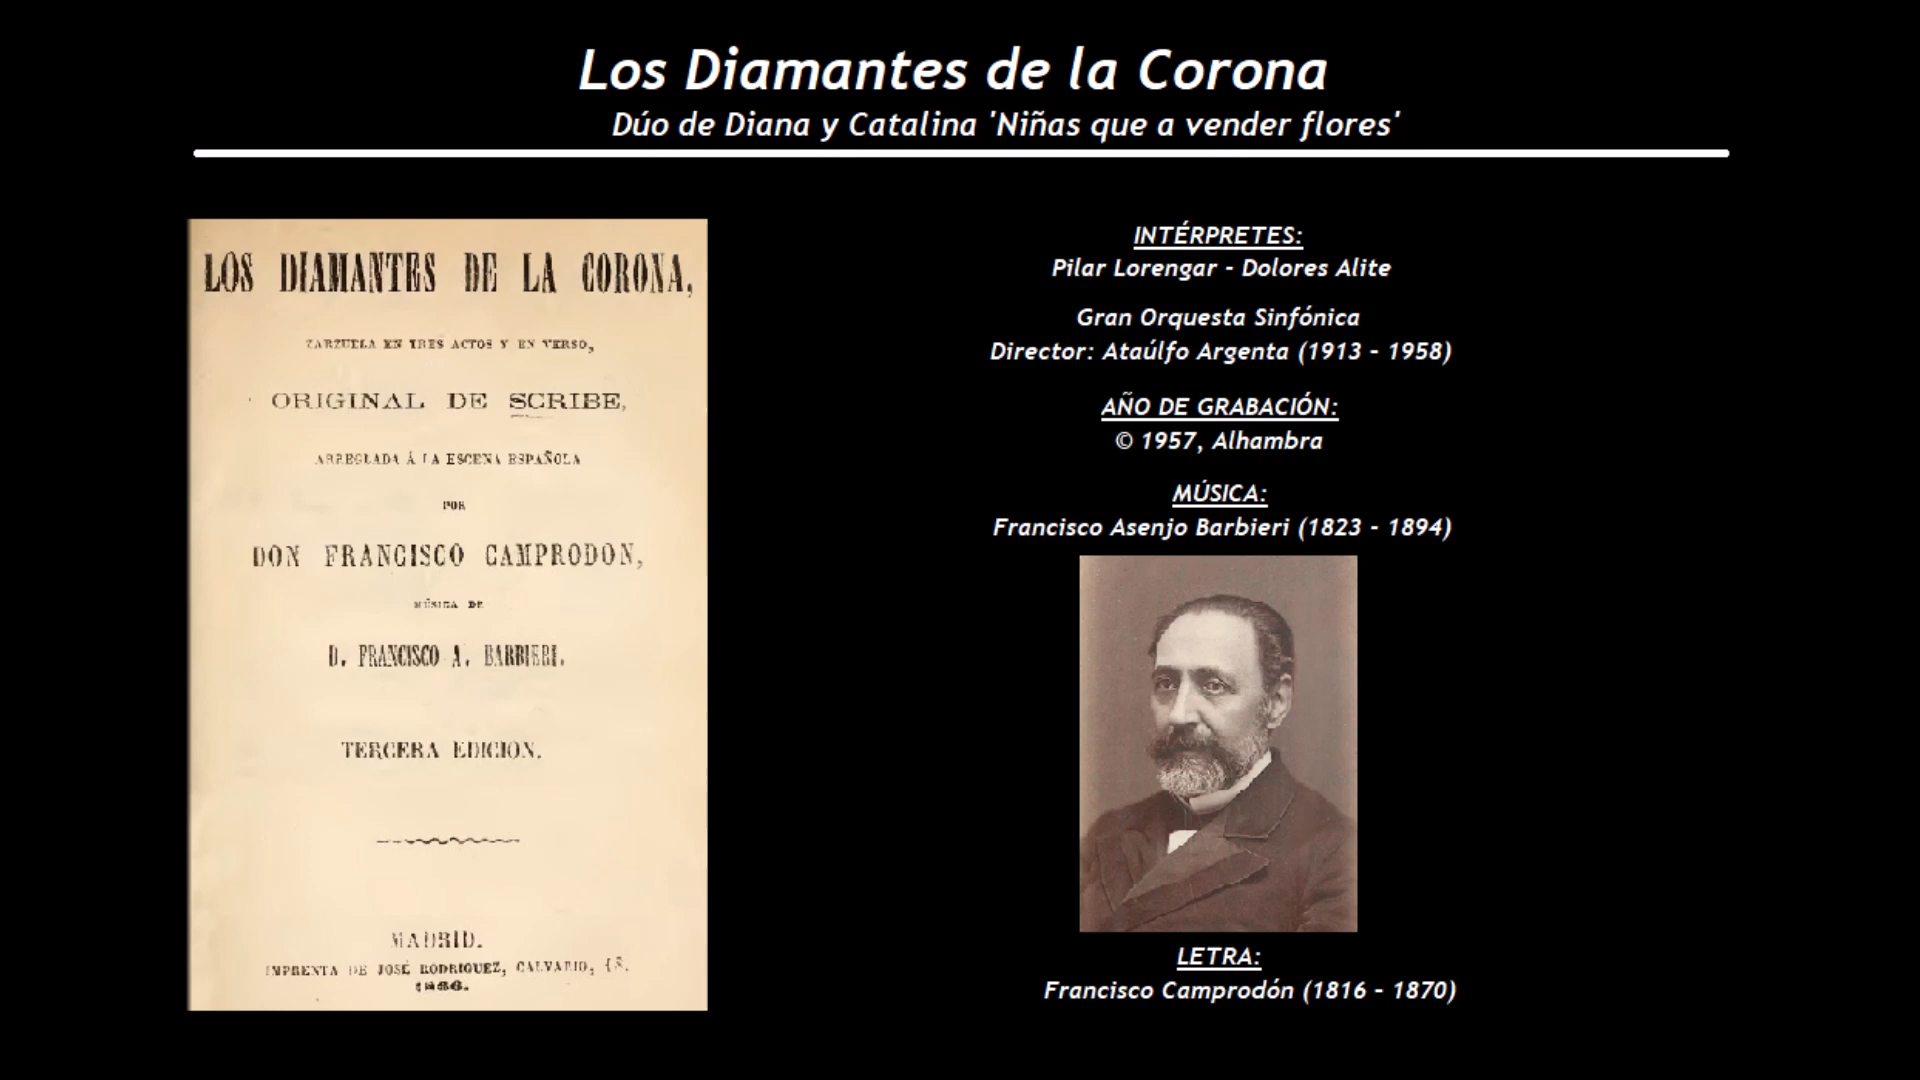 Los Diamantes de la Corona
Dúo de Diana y Catalina 'Niñas que a vender flores'
LOS DIAMANTES DE LA CORONA,
ZARZUELA EN TRES ACTOS Y EN VERSO,
ORIGINAL DE SCRIBE,
ARREGLADA Á LA ESCENA ESPAÑOLA
POR
DON FRANCISCO CAMPRODON,
MÚSICA DE
D. FRANCISCO A. BARBIERI.
TERCERA EDICION.
MADRID.
IMPRENTA DE JOSÉ RODRIGUEZ, CALVARIO,
INTÉRPRETES:
Pilar Lorengar - Dolores Alite
Gran Orquesta Sinfónica
Director: Ataúlfo Argenta (1913 - 1958)
AÑO DE GRABACIÓN:
© 1957, Alhambra
MÚSICA:
Francisco Asenjo Barbieri (1823 - 1894)
LETRA:
Francisco Camprodón (1816 - 1870)